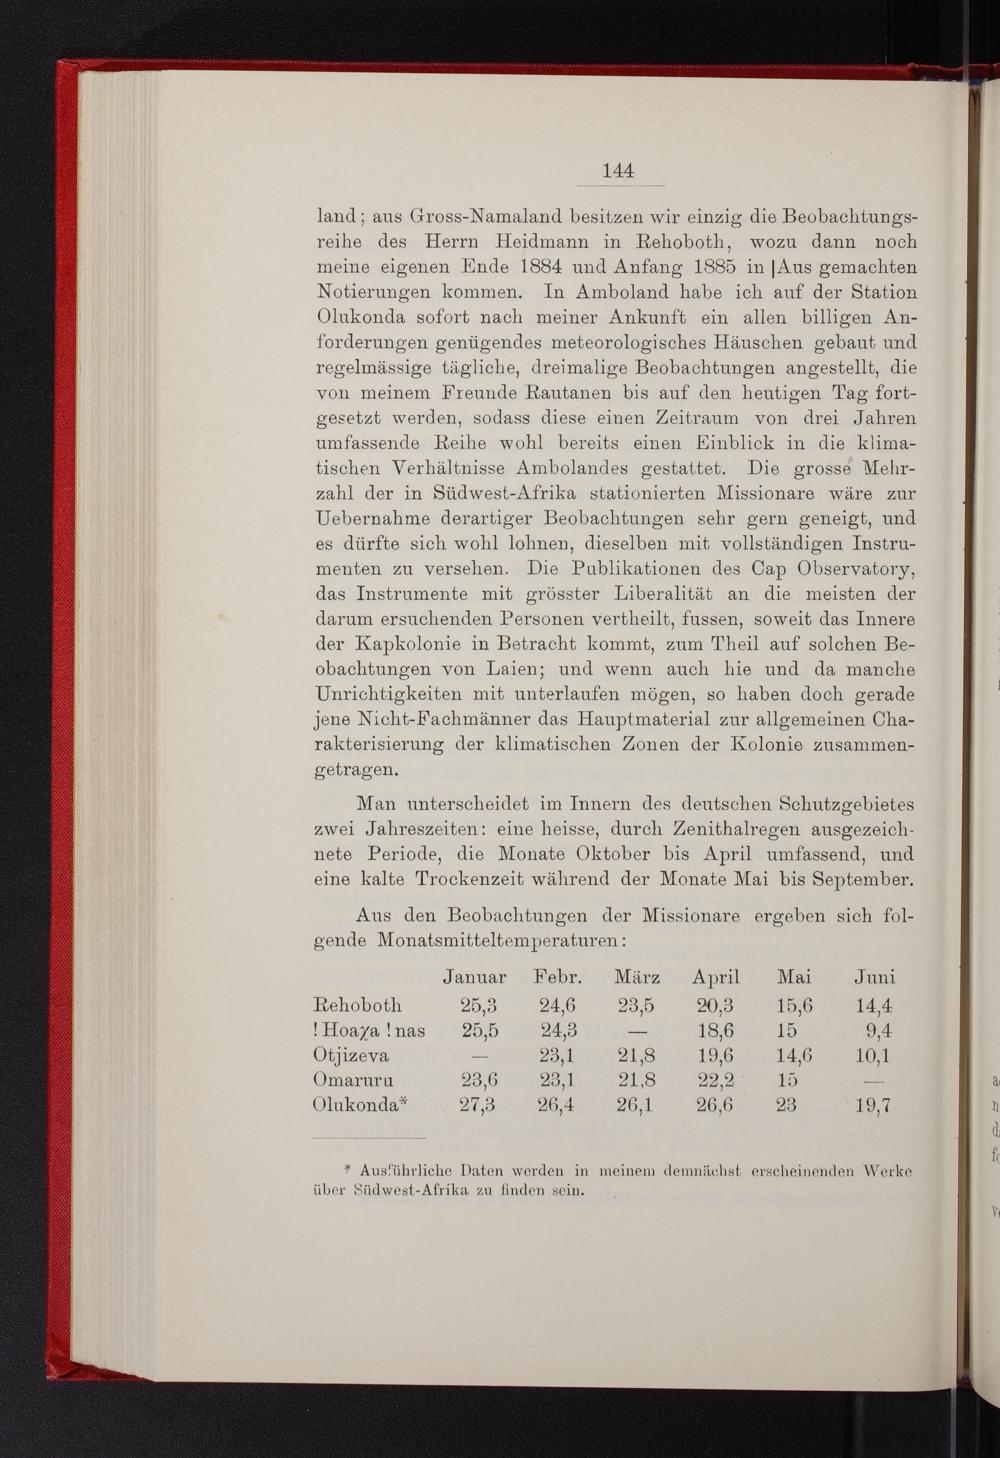 144
land; aus Gross-Namaland besitzen wir einzig die Beobachtungs-
reihe des Herrn Heidmann in Rehoboth, wozu dann noch
meine eigenen Ende 1884 und Anfang 1885 in |Aus gemachten
Notierungen kommen. In Amboland habe ich auf der Station
Olukonda sofort nach meiner Ankunft ein allen billigen An-
forderungen genügendes meteorologisches Häuschen gebaut und
regelmässige tägliche, dreimalige Beobachtungen angestellt, die
von meinem Freunde Rautanen bis auf den heutigen Tag fort-
gesetzt werden, sodass diese einen Zeitraum von drei Jahren
umfassende Reihe wohl bereits einen Einblick in die klima-
tischen Verhältnisse Ambolandes gestattet. Die grosse Mehr-
zahl der in Südwest-Afrika stationierten Missionare wäre zur
Uebernahme derartiger Beobachtungen sehr gern geneigt, und
es dürfte sich wohl lohnen, dieselben mit vollständigen Instru-
menten zu versehen. Die Publikationen des Cap Observatory,
das Instrumente mit grösster Liberalität an die meisten der
darum ersuchenden Personen vertheilt, fussen, soweit das Innere
der Kapkolonie in Betracht kommt, zum Theil auf solchen Be-
obachtungen von Laien; und wenn auch hie und da manche
Unrichtigkeiten mit unterlaufen mögen, so haben doch gerade
jene Nicht-Fachmänner das Hauptmaterial zur allgemeinen Cha-
rakterisierung der klimatischen Zonen der Kolonie zusammen-
getragen.
Man unterscheidet im Innern des deutschen Schutzgebietes
zwei Jahreszeiten: eine heisse, durch Zenithalregen ausgezeich-
nete Periode, die Monate Oktober bis April umfassend, und
eine kalte Trockenzeit während der Monate Mai bis September.
Aus den Beobachtungen der Missionare ergeben sich fol-
gende Monatsmitteltemperaturen:
Januar Febr. März April Mai Juni
Rehoboth 25,3 24,6 23,5 20,3 15,6 14,4
!Hoaχa!nas 25,5 24,3 — 18,6 15 9,4
Otjizeva — 23,1 21,8 19,6 14,6 10,1
Omaruru 23,6 23,1 21,8 22,2 15 —
Olukonda* 27,3 26,4 26,1 26,6 23 19,7
* Ausführliche Daten werden in meinem demnächst erscheinenden Werke
über Südwest-Afrika zu finden sein.